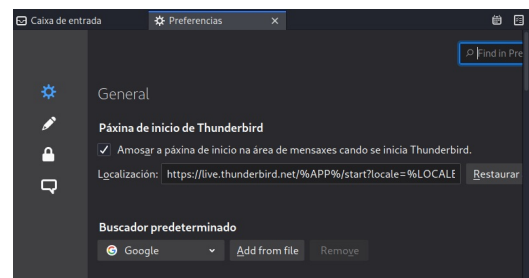 Caixa de entrada
Preferencias
Find in Pre
General
Páxina de inicio de Thunderbird
Amosar a páxina de inicio na área de mensaxes cando se inicia Thunderbird.
Localización: https://live.thunderbird.net/%APP%/start?locale=%LOCALE Restaurar
Buscador predeterminado
Google Add from file Remove